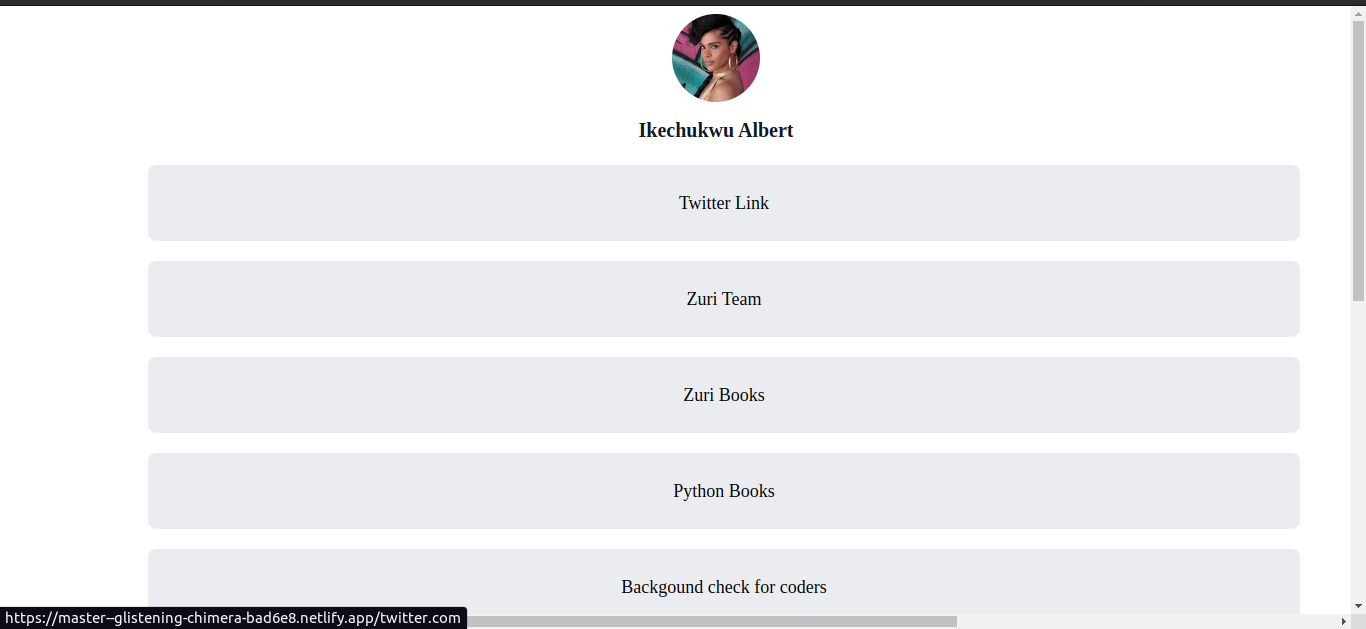 Ikechukwu Albert
Twitter Link
Zuri Team
Zuri Books
Python Books
Backgound check for coders
https://master--glistening-chimera-bad6e8.netlify.app/twitter.com